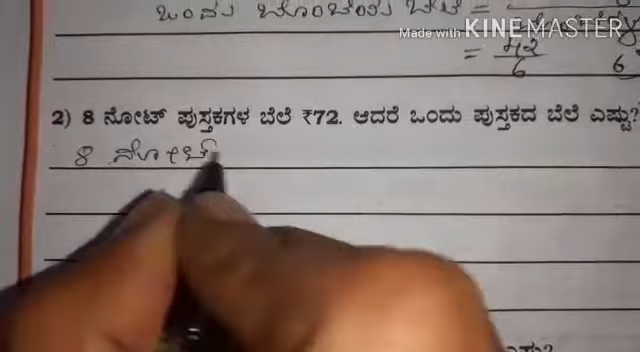 ಒಂದು ಬೊಂಬೆಯ ಬೆಲೆ =
Made with KINEMASTER
= 42
6 6
2) 8 ನೋಟ್ ಪುಸ್ತಕಗಳ ಬೆಲೆ ₹72. ಆದರೆ ಒಂದು ಪುಸ್ತಕದ ಬೆಲೆ ಎಷ್ಟು?
8 ನೋಟ್